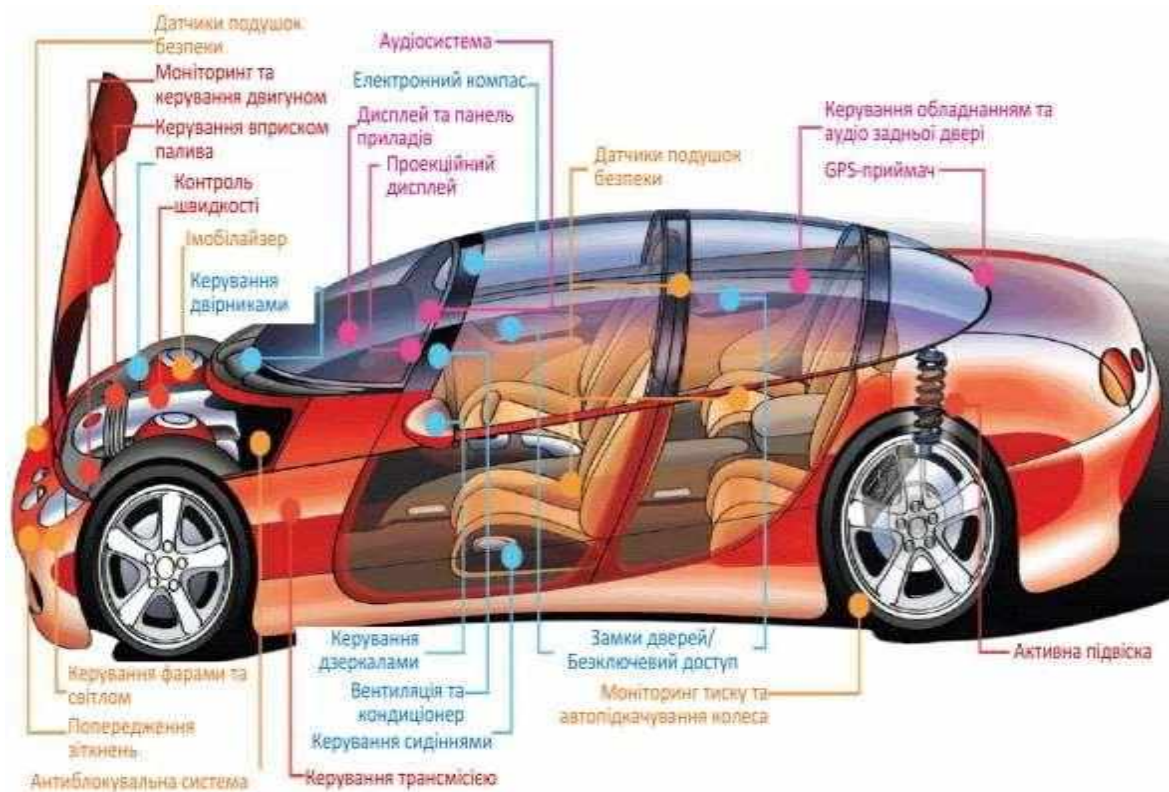 Датчики подушок
безпеки
Моніторинг та
керування двигуном
Керування вприском
палива
Контроль
швидкості
Імобілайзер
Керування
двірниками
Аудіосистема
Електронний компас
Дисплей та панель
приладів
Проекційний
дисплей
Датчики подушок
безпеки
Керування обладнанням та
аудіо задньої двері
GPS-приймач
Керування
дзеркалами
Вентиляція та
кондиціонер
Керування сидіннями
Замки дверей/
Безключевий доступ
Моніторинг тиску та
автопідкачування колеса
Активна підвіска
Керування фарами та
світлом
Попередження
зіткнень
Антиблокувальна система
Керування трансмісією